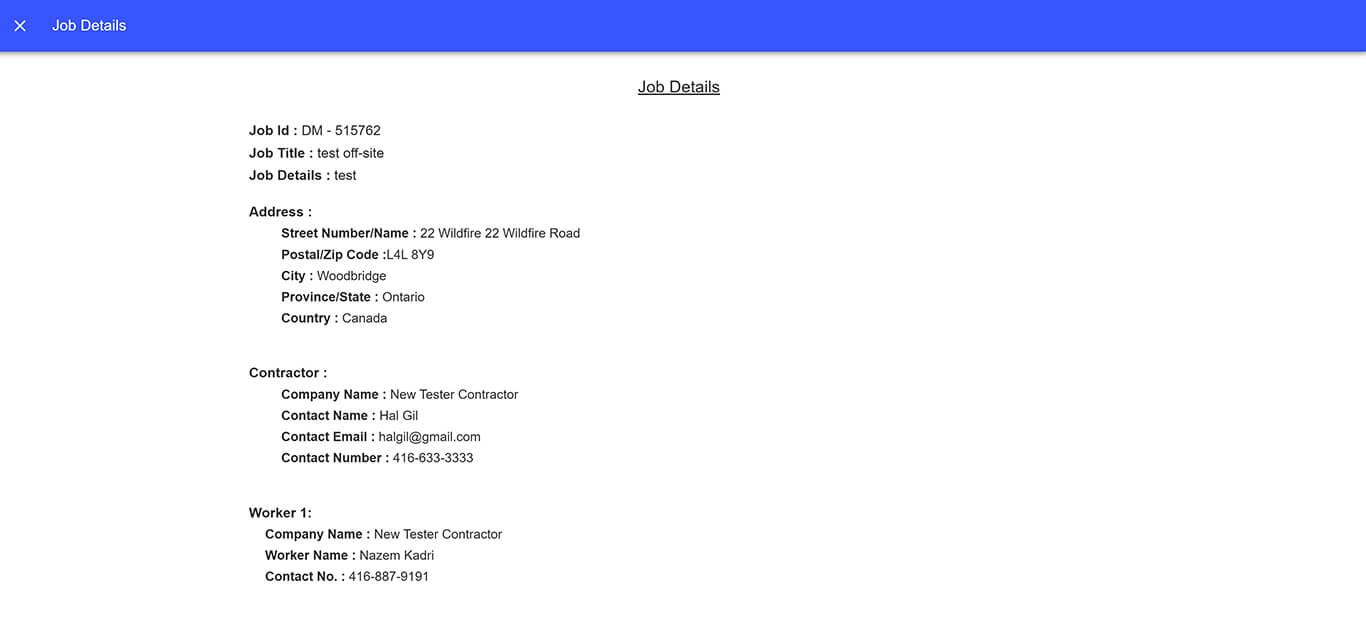 Job Details
Job Details
Job Id : DM - 515762
Job Title : test off-site
Job Details : test
Address :
Street Number/Name : 22 Wildfire 22 Wildfire Road
Postal/Zip Code :L4L 8Y9
City : Woodbridge
Province/State : Ontario
Country : Canada
Contractor :
Company Name : New Tester Contractor
Contact Name : Hal Gil
Contact Email : halgil@gmail.com
Contact Number : 416-633-3333
Worker 1:
Company Name : New Tester Contractor
Worker Name : Nazem Kadri
Contact No. : 416-887-9191